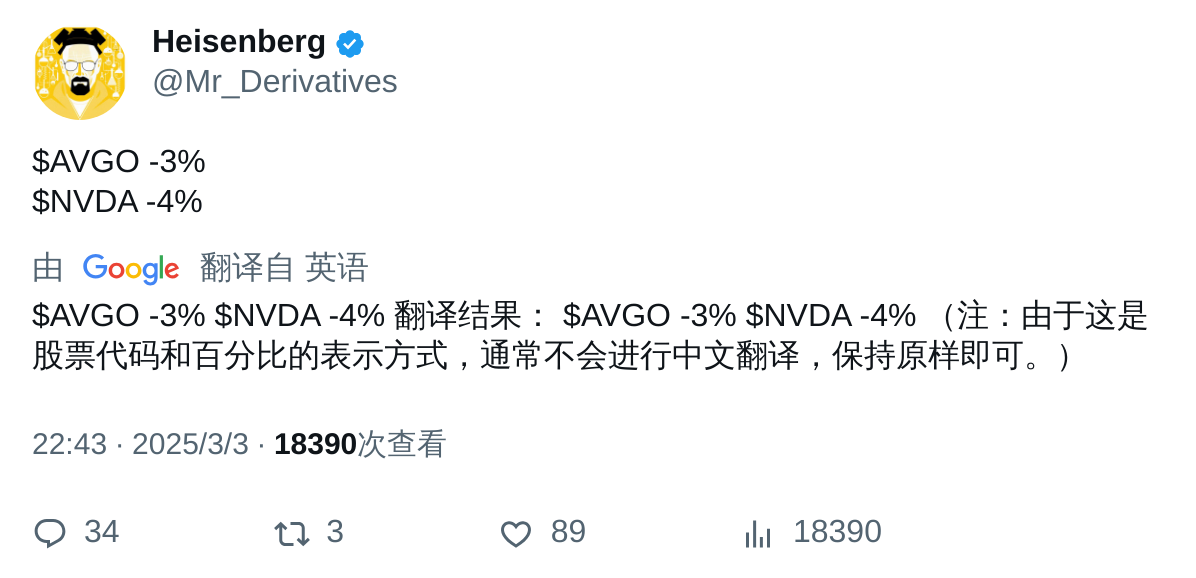 Heisenberg
@Mr_Derivatives
$AVGO -3%
$NVDA -4%
由 Google 翻译自 英语
$AVGO -3% $NVDA -4% 翻译结果： $AVGO -3% $NVDA -4% （注：由于这是
股票代码和百分比的表示方式，通常不会进行中文翻译，保持原样即可。）
22:43 · 2025/3/3 · 18390次查看
34 3 89 18390